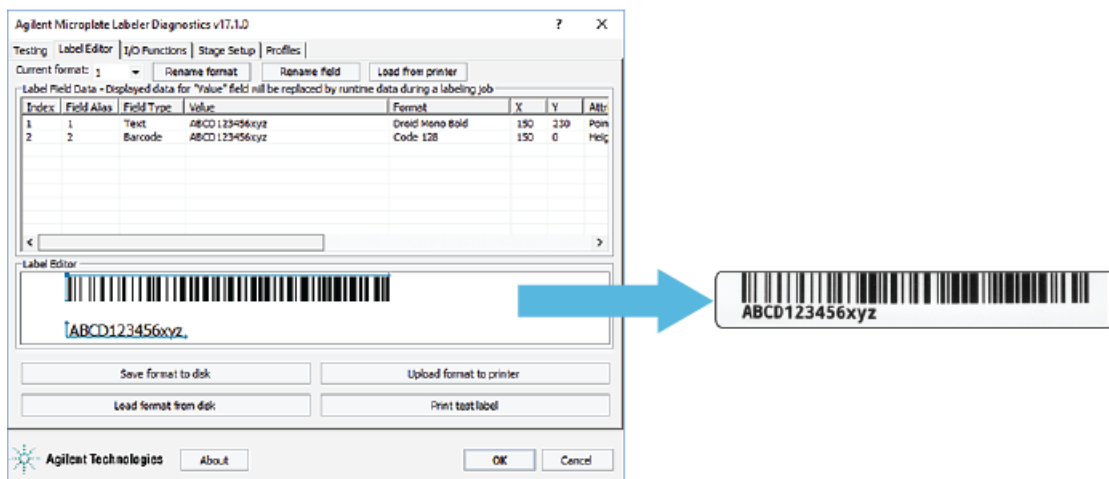 Agilent Microplate Labeler Diagnostics v17.1.0 ? X
Testing Label Editor I/O Functions Stage Setup Profiles
Current format: 1 Rename format Rename field Load from printer
Label Field Data - Displayed data for "Value" field will be replaced by runtime data during a labeling job
Index Field Alias Field Type Value Format X Y Attri
1 1 Text ABCD123456xyz Droid Mono Bold 150 230 Poin
2 2 Barcode ABCD123456xyz Code 128 150 0 Heig
Label Editor
ABCD123456xyz
Save format to disk Upload format to printer
Load format from disk Print test label
Agilent Technologies About OK Cancel
ABCD123456xyz